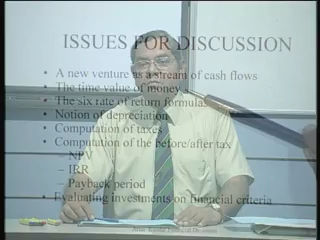 ISSUES FOR DISCUSSION
• A new venture as a stream of cash flows
• The time value of money
• The six rate of return formulas
• Notion of depreciation
• Computation of taxes
• Computation of the before/after tax
– NPV
– IRR
– Payback period
• Evaluating investments on financial criteria